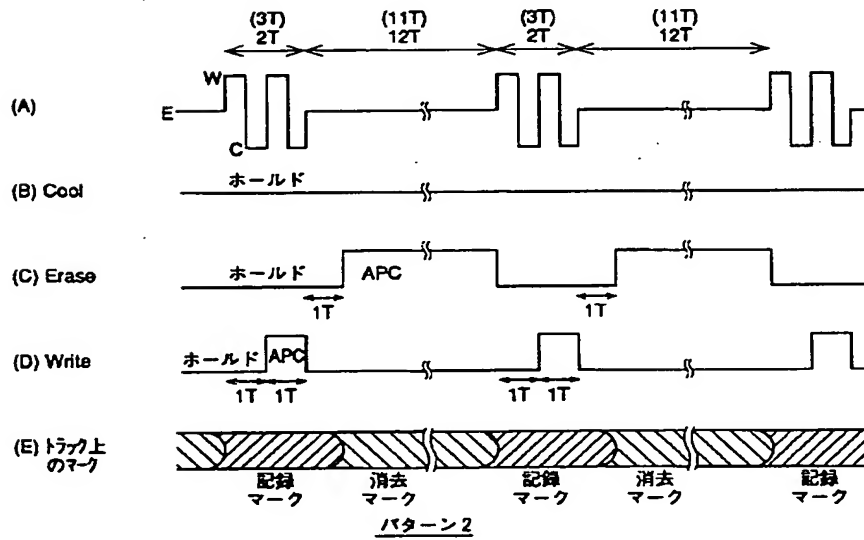 (3T) (11T) (3T) (11T)
2T 12T 2T 12T
W
(A) E
C
ホールド
(B) Cool
(C) Erase ホールド APC
1T 1T
(D) Write ホールド APC
1T 1T 1T 1T
(E) トラック上
のマーク
記録 消去 記録 消去 記録
マーク マーク マーク マーク マーク
パターン2